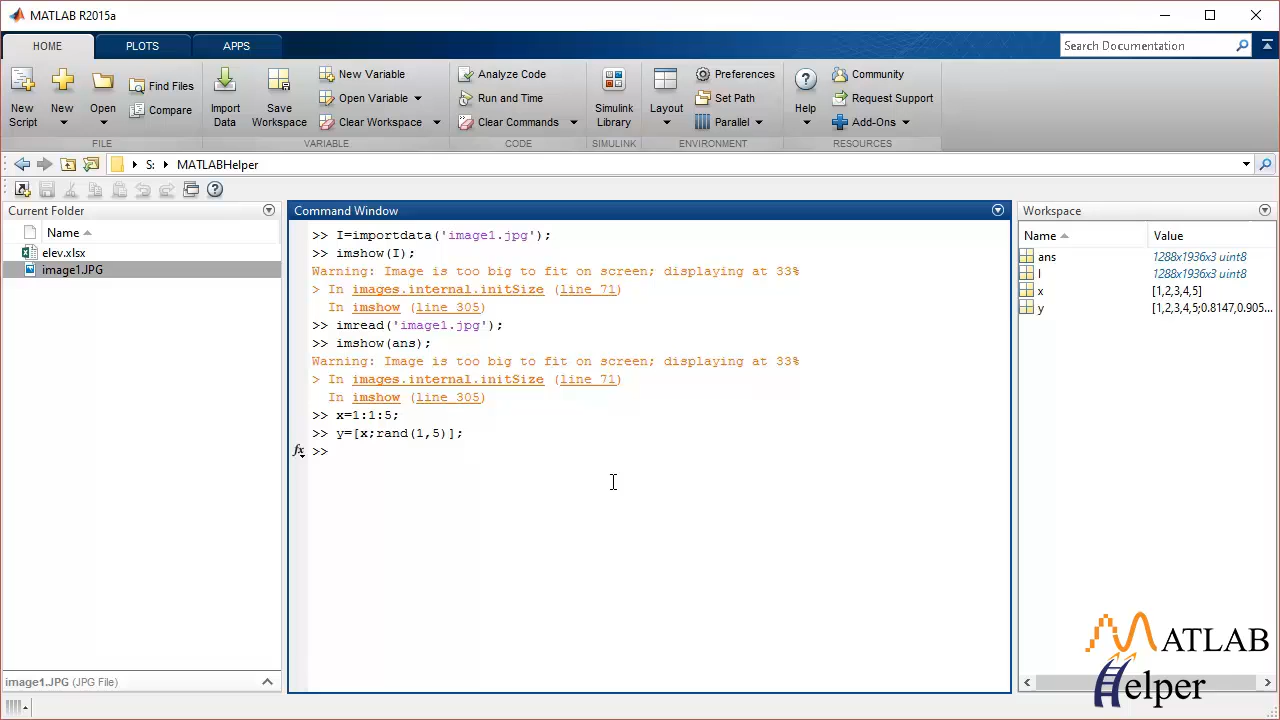 MATLAB R2015a
HOME PLOTS APPS
Search Documentation
New Script
New
Open
Find Files
Compare
Import Data
Save Workspace
New Variable
Open Variable
Clear Workspace
Analyze Code
Run and Time
Clear Commands
Simulink Library
Layout
Preferences
Set Path
Parallel
Help
Community
Request Support
Add-Ons
FILE VARIABLE CODE SIMULINK ENVIRONMENT RESOURCES
S: MATLABHelper
Current Folder
Name
elev.xlsx
image1.JPG
image1.JPG (JPG File)
Command Window
>> I=importdata('image1.jpg');
>> imshow(I);
Warning: Image is too big to fit on screen; displaying at 33%
> In images.internal.initSize (line 71)
In imshow (line 305)
>> imread('image1.jpg');
>> imshow(ans);
Warning: Image is too big to fit on screen; displaying at 33%
> In images.internal.initSize (line 71)
In imshow (line 305)
>> x=1:1:5;
>> y=[x;rand(1,5)];
fx >>
Workspace
Name Value
ans 1288x1936x3 uint8
I 1288x1936x3 uint8
x [1,2,3,4,5]
y [1,2,3,4,5;0.8147,0.905...
MATLAB
Helper